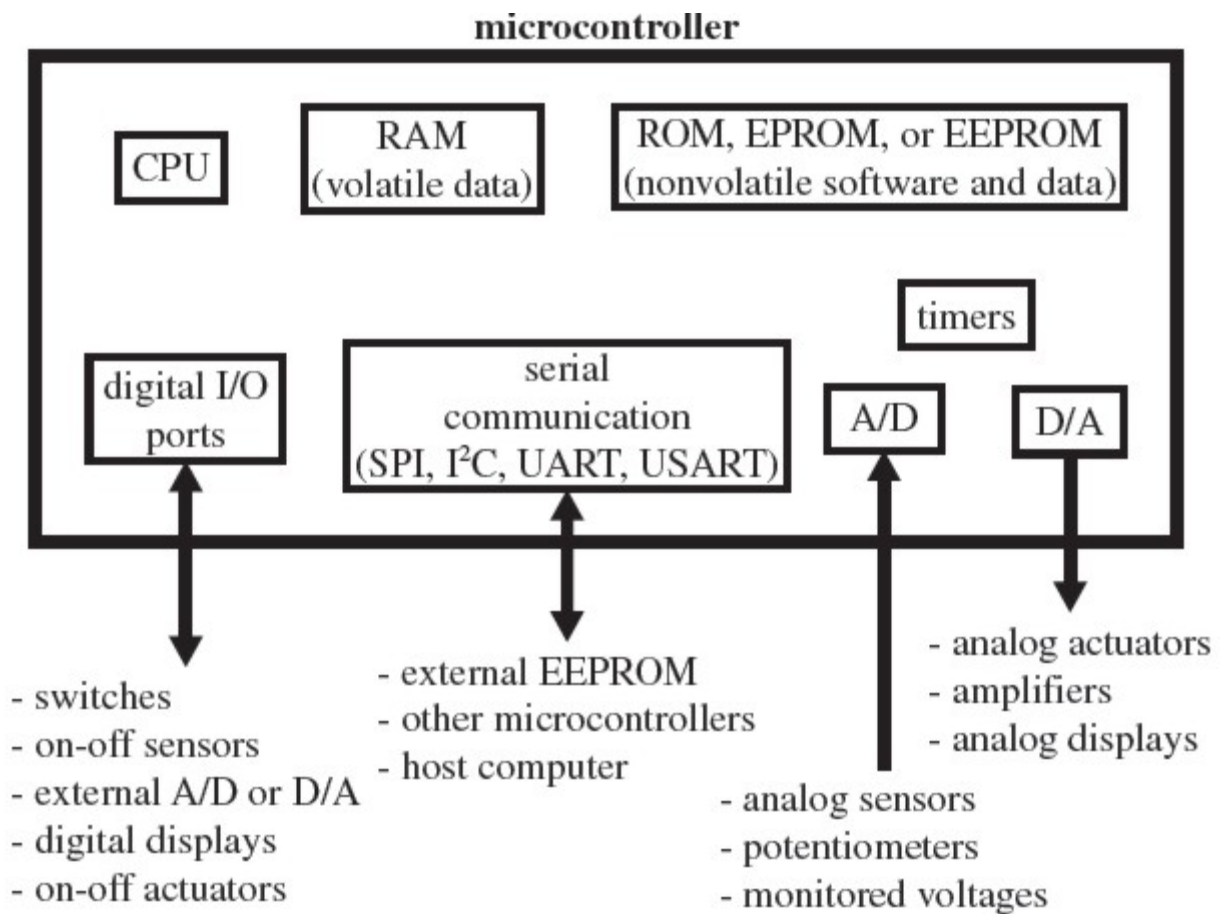 microcontroller
CPU
RAM
(volatile data)
ROM, EPROM, or EEPROM
(nonvolatile software and data)
timers
digital I/O
ports
serial
communication
(SPI, I²C, UART, USART)
A/D
D/A
- switches
- on-off sensors
- external A/D or D/A
- digital displays
- on-off actuators
- external EEPROM
- other microcontrollers
- host computer
- analog sensors
- potentiometers
- monitored voltages
- analog actuators
- amplifiers
- analog displays